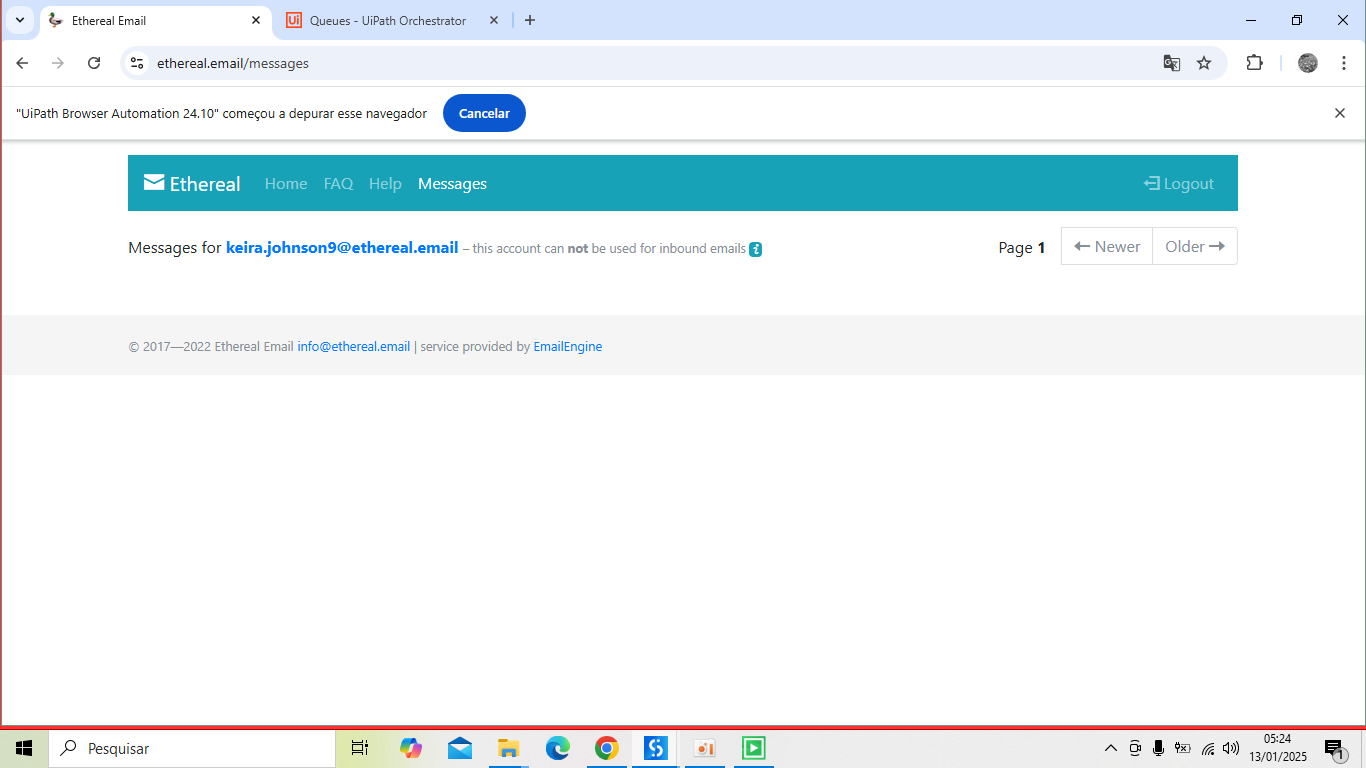 Ethereal Email
Ui Queues - UiPath Orchestrator
ethereal.email/messages
"UiPath Browser Automation 24.10" começou a depurar esse navegador Cancelar
Ethereal Home FAQ Help Messages Logout
Messages for keira.johnson9@ethereal.email – this account can not be used for inbound emails i Page 1 Newer Older
© 2017—2022 Ethereal Email info@ethereal.email | service provided by EmailEngine
Pesquisar
05:24
13/01/2025
1